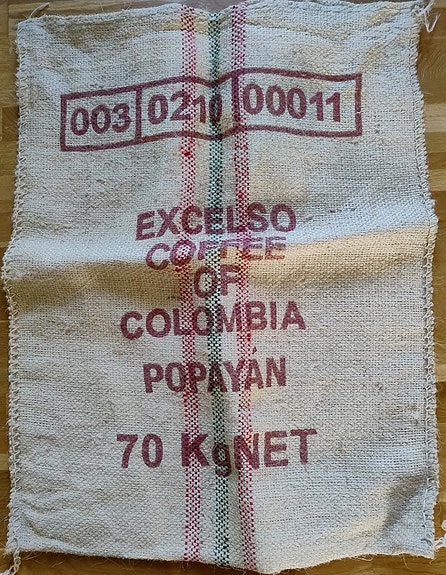 003 0210 00011
EXCELSO
COFFEE
OF
COLOMBIA
POPAYÁN
70 KgNET